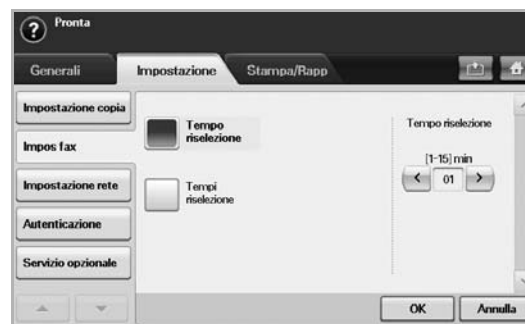 ?
Pronta
Generali
Impostazione
Stampa/Rapp
Impostazione copia
Impos fax
Impostazione rete
Autenticazione
Servizio opzionale
Tempo
riselezione
Tempi
riselezione
Tempo riselezione
[1-15] min
< 01 >
OK
Annulla